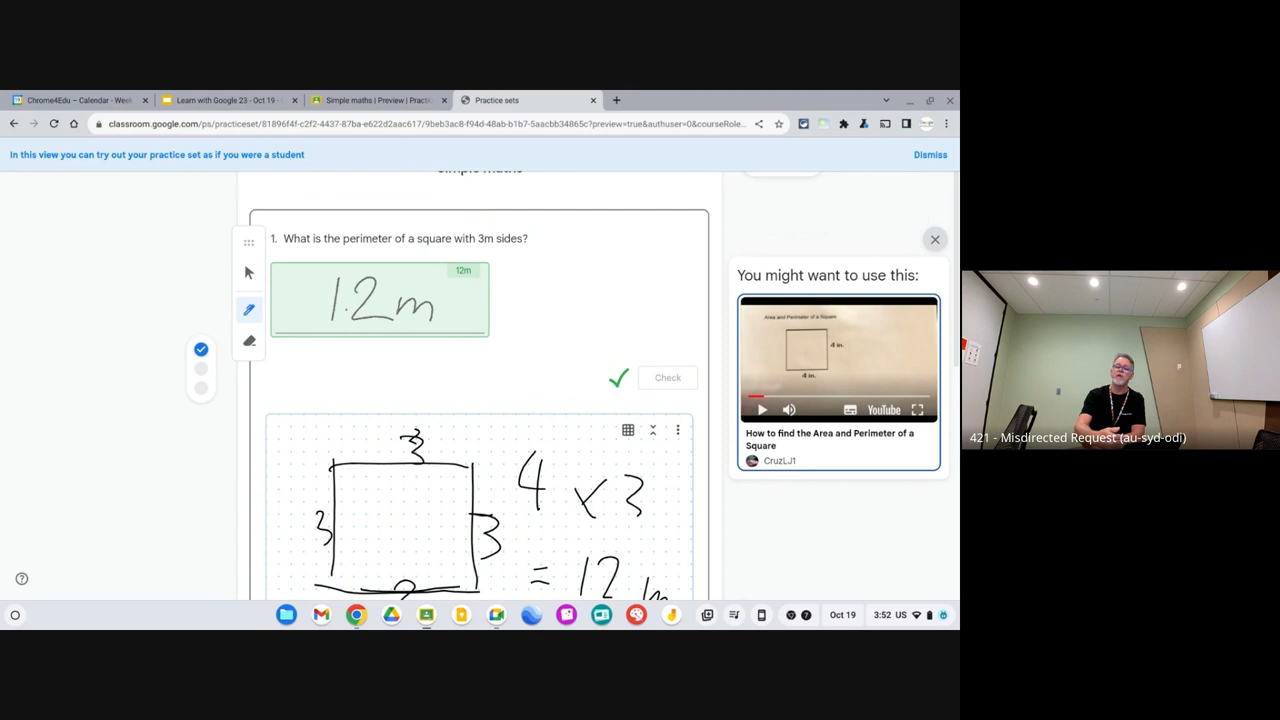 Chrome4Edu – Calendar - Week
Learn with Google 23 - Oct 19 -
Simple maths | Preview | Practi
Practice sets
classroom.google.com/ps/practiceset/81896f4f-c2f2-4437-87ba-e622d2aac617/9beb3ac8-f94d-48ab-b1b7-5aacbb34865c?preview=true&authuser=0&courseRole...
In this view you can try out your practice set as if you were a student
Dismiss
Simple maths
1. What is the perimeter of a square with 3m sides?
12m
1.2m
Check
3
3
3
4 x 3
= 12 m
You might want to use this:
Area and Perimeter of a Square
4 in.
4 in.
YouTube
How to find the Area and Perimeter of a
Square
CruzLJ1
421 - Misdirected Request (au-syd-odi)
Oct 19
3:52 US